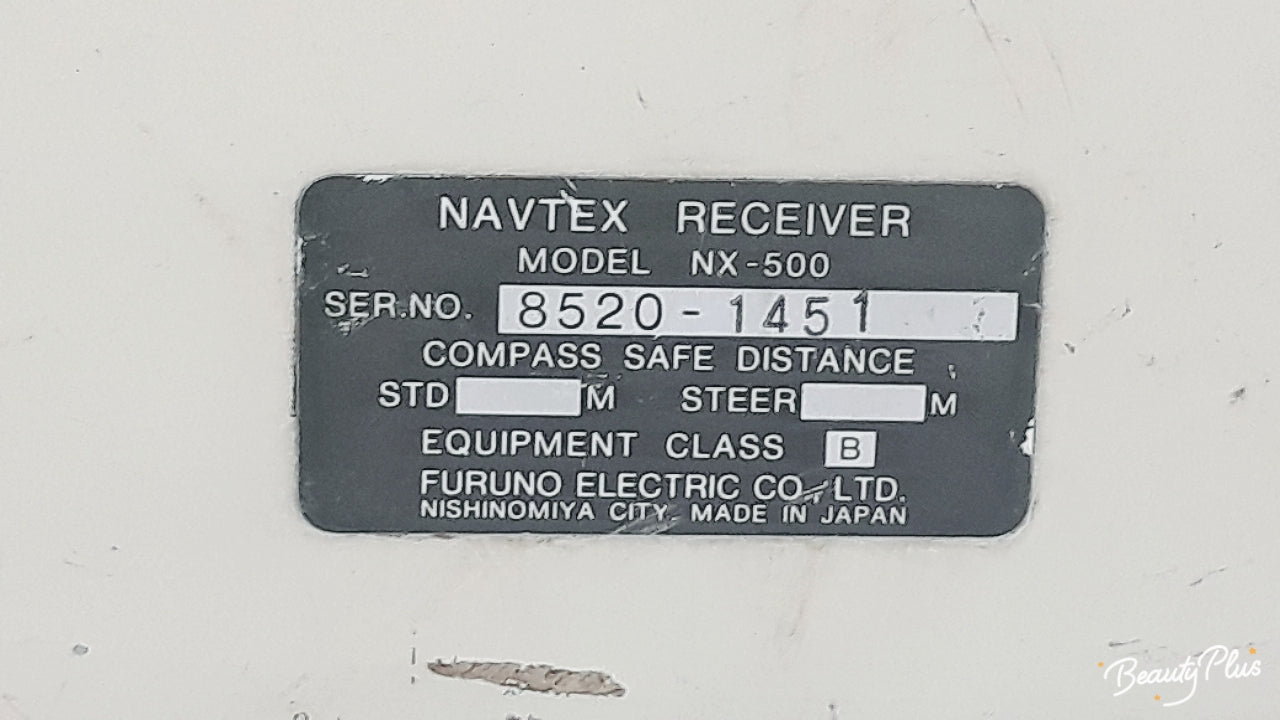 NAVTEX RECEIVER
MODEL NX-500
SER.NO. 8520-1451
COMPASS SAFE DISTANCE
STD M STEER M
EQUIPMENT CLASS B
FURUNO ELECTRIC CO., LTD.
NISHINOMIYA CITY, MADE IN JAPAN
BeautyPlus